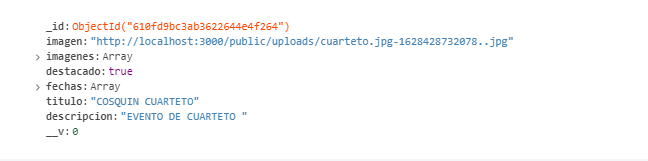 _id: ObjectId("610fd9bc3ab3622644e4f264")
imagen: "http://localhost:3000/public/uploads/cuarteto.jpg-1628428732078..jpg"
> imagenes: Array
destacado: true
> fechas: Array
titulo: "COSQUIN CUARTETO"
descripcion: "EVENTO DE CUARTETO "
__v: 0